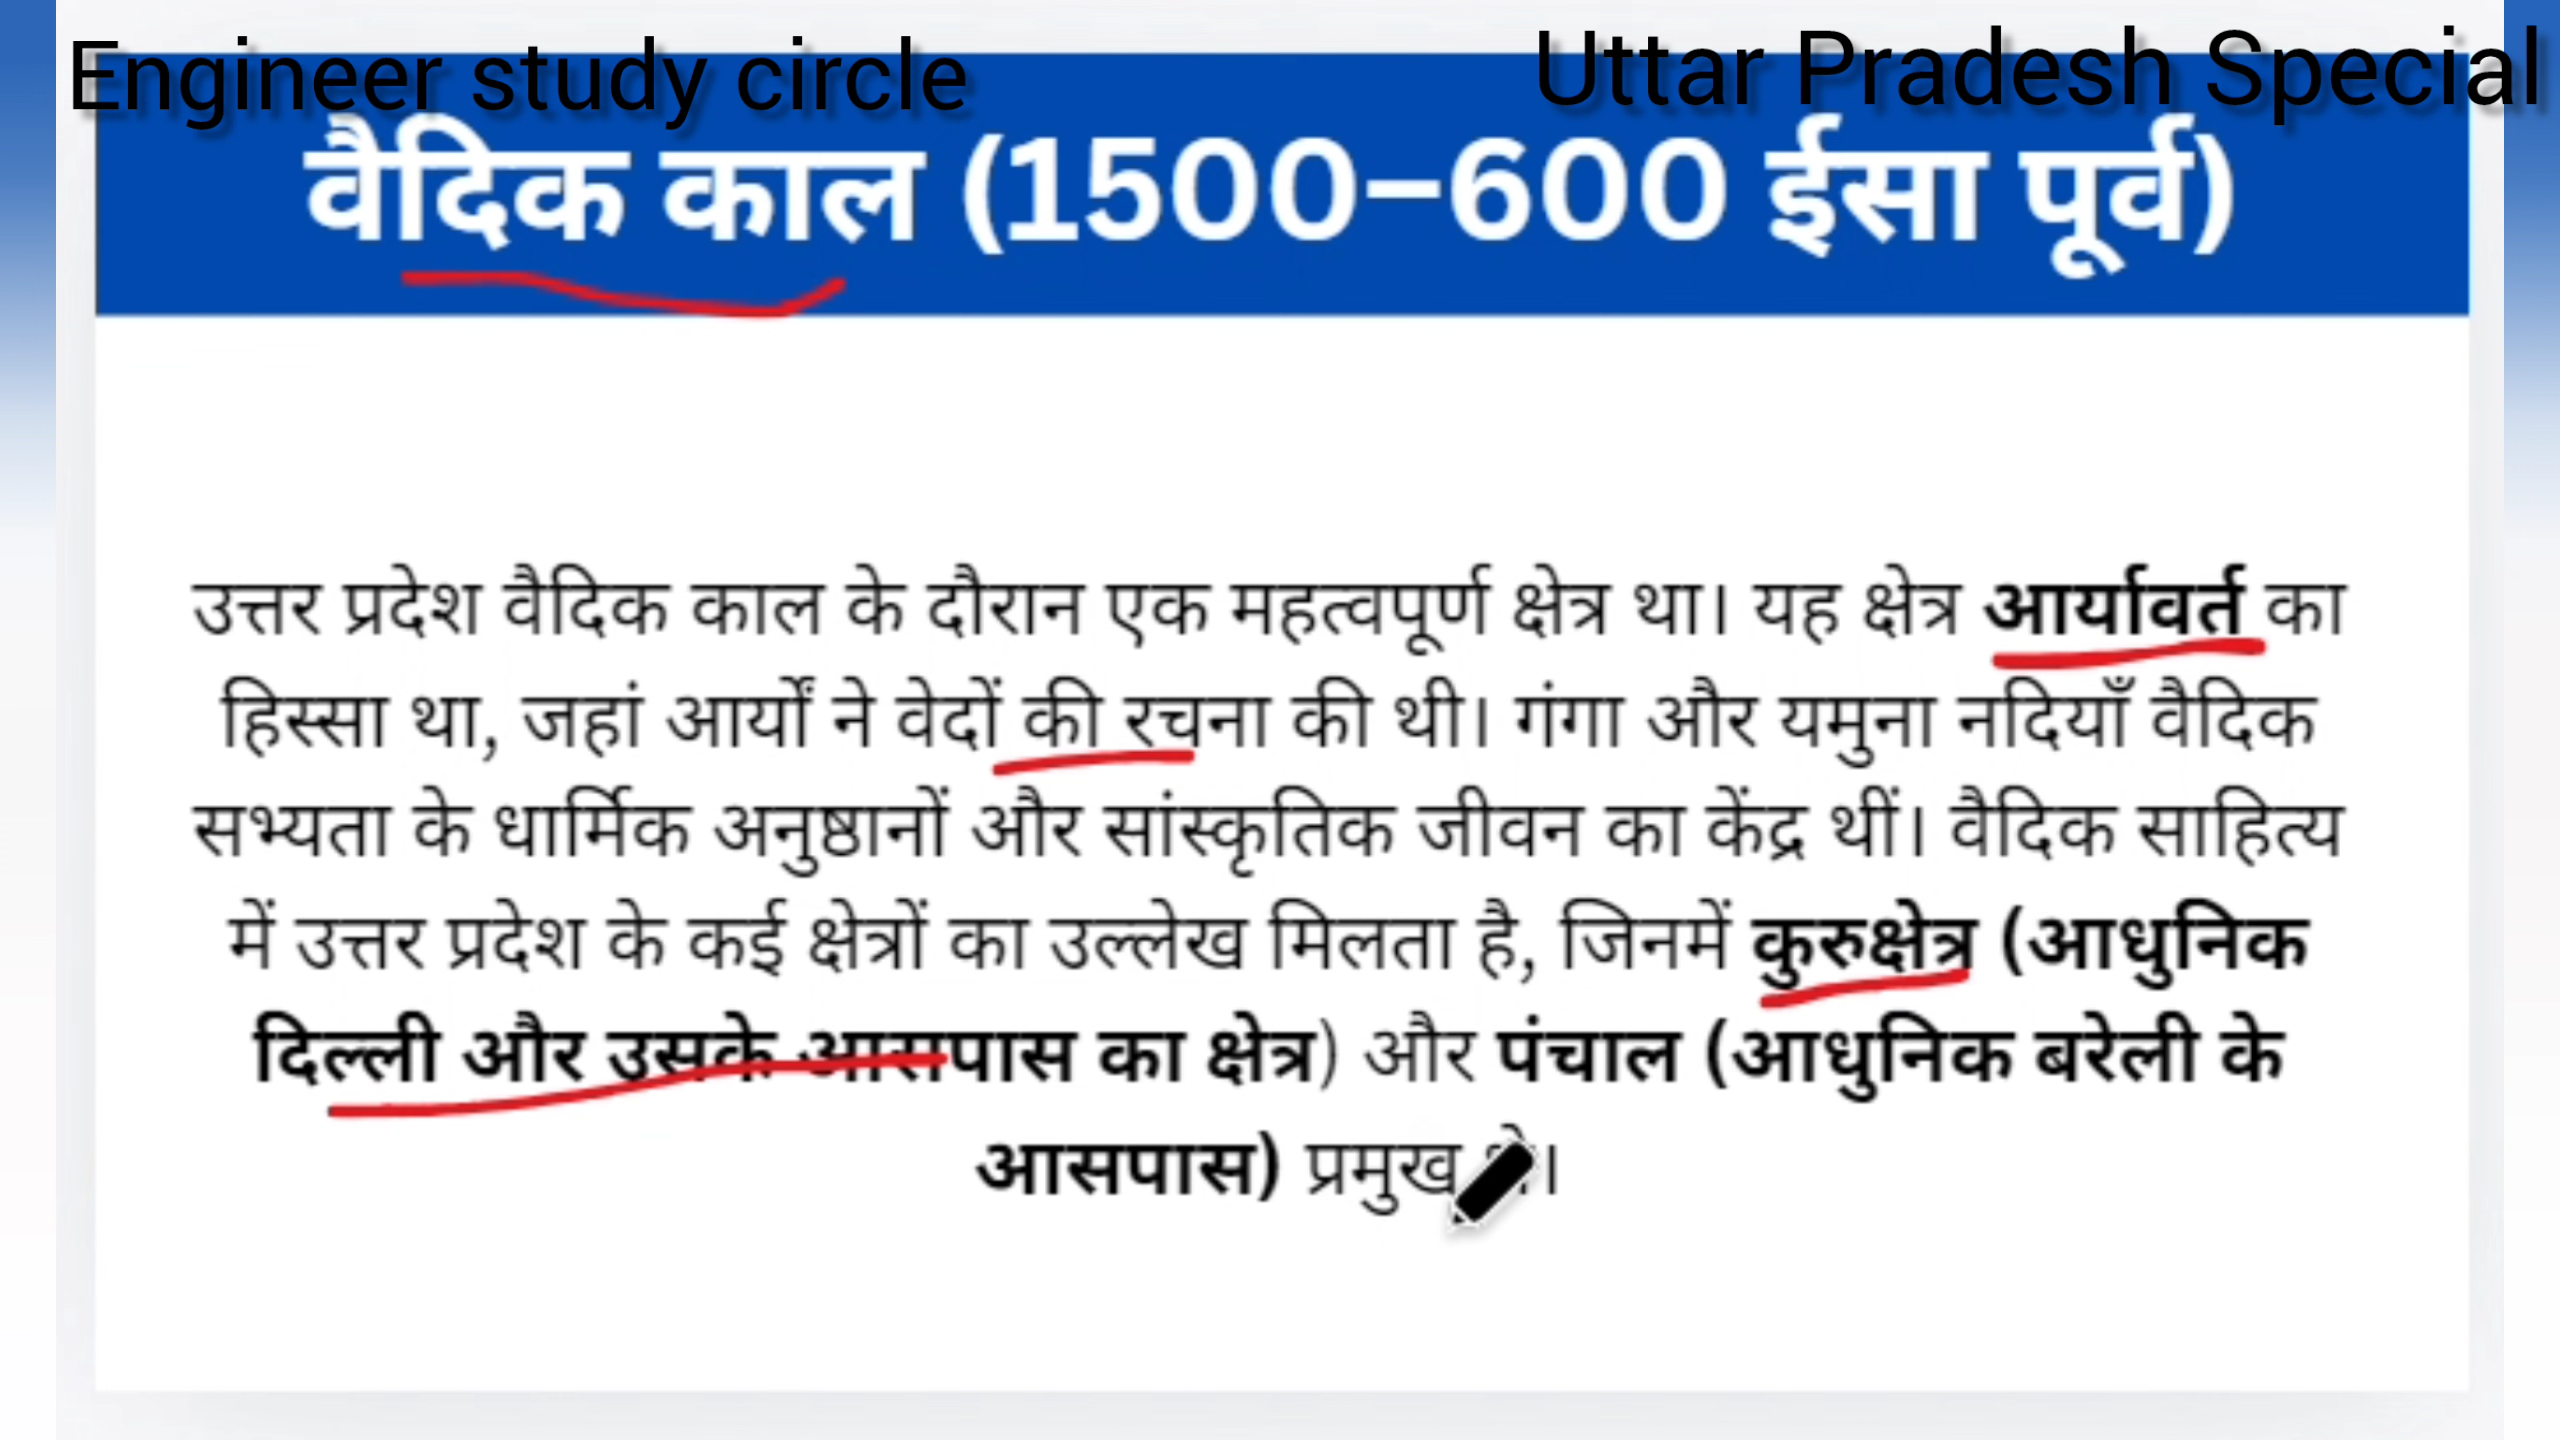 Engineer study circle
Uttar Pradesh Special
वैदिक काल (1500–600 ईसा पूर्व)
उत्तर प्रदेश वैदिक काल के दौरान एक महत्वपूर्ण क्षेत्र था। यह क्षेत्र आर्यावर्त का
हिस्सा था, जहां आर्यों ने वेदों की रचना की थी। गंगा और यमुना नदियाँ वैदिक
सभ्यता के धार्मिक अनुष्ठानों और सांस्कृतिक जीवन का केंद्र थीं। वैदिक साहित्य
में उत्तर प्रदेश के कई क्षेत्रों का उल्लेख मिलता है, जिनमें कुरुक्षेत्र (आधुनिक
दिल्ली और उसके आसपास का क्षेत्र) और पंचाल (आधुनिक बरेली के
आसपास) प्रमुख